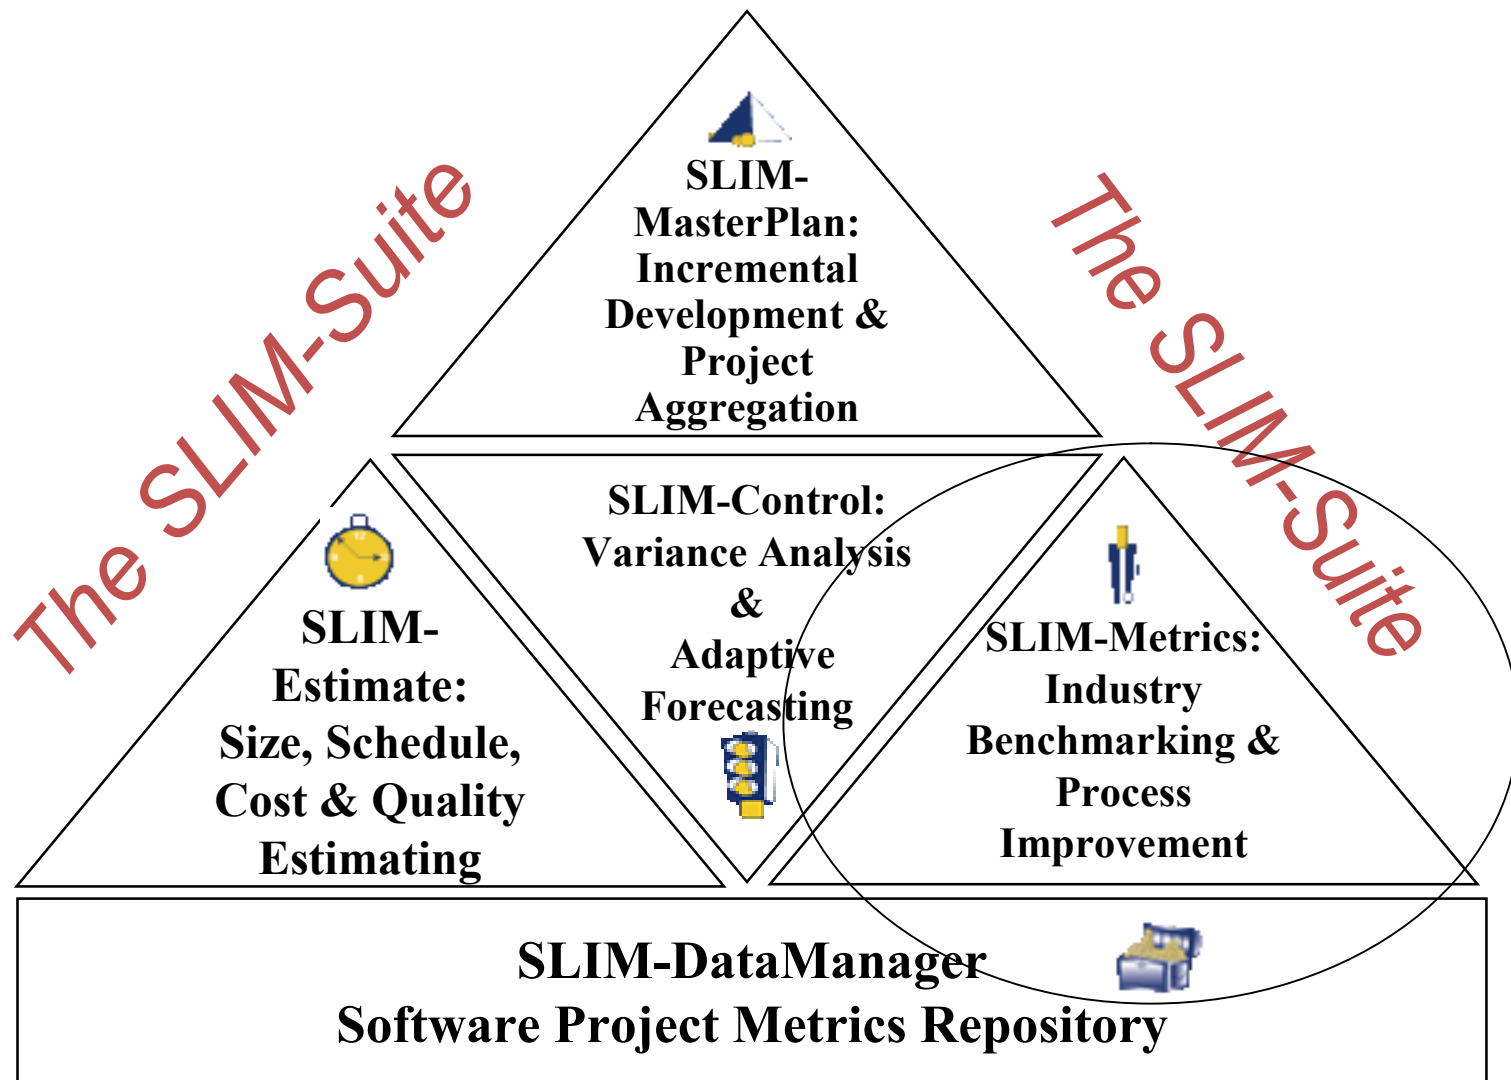 The SLIM-Suite
The SLIM-Suite
SLIM-
MasterPlan:
Incremental
Development &
Project
Aggregation
SLIM-Control:
Variance Analysis
&
Adaptive
Forecasting
SLIM-
Estimate:
Size, Schedule,
Cost & Quality
Estimating
SLIM-Metrics:
Industry
Benchmarking &
Process
Improvement
SLIM-DataManager
Software Project Metrics Repository